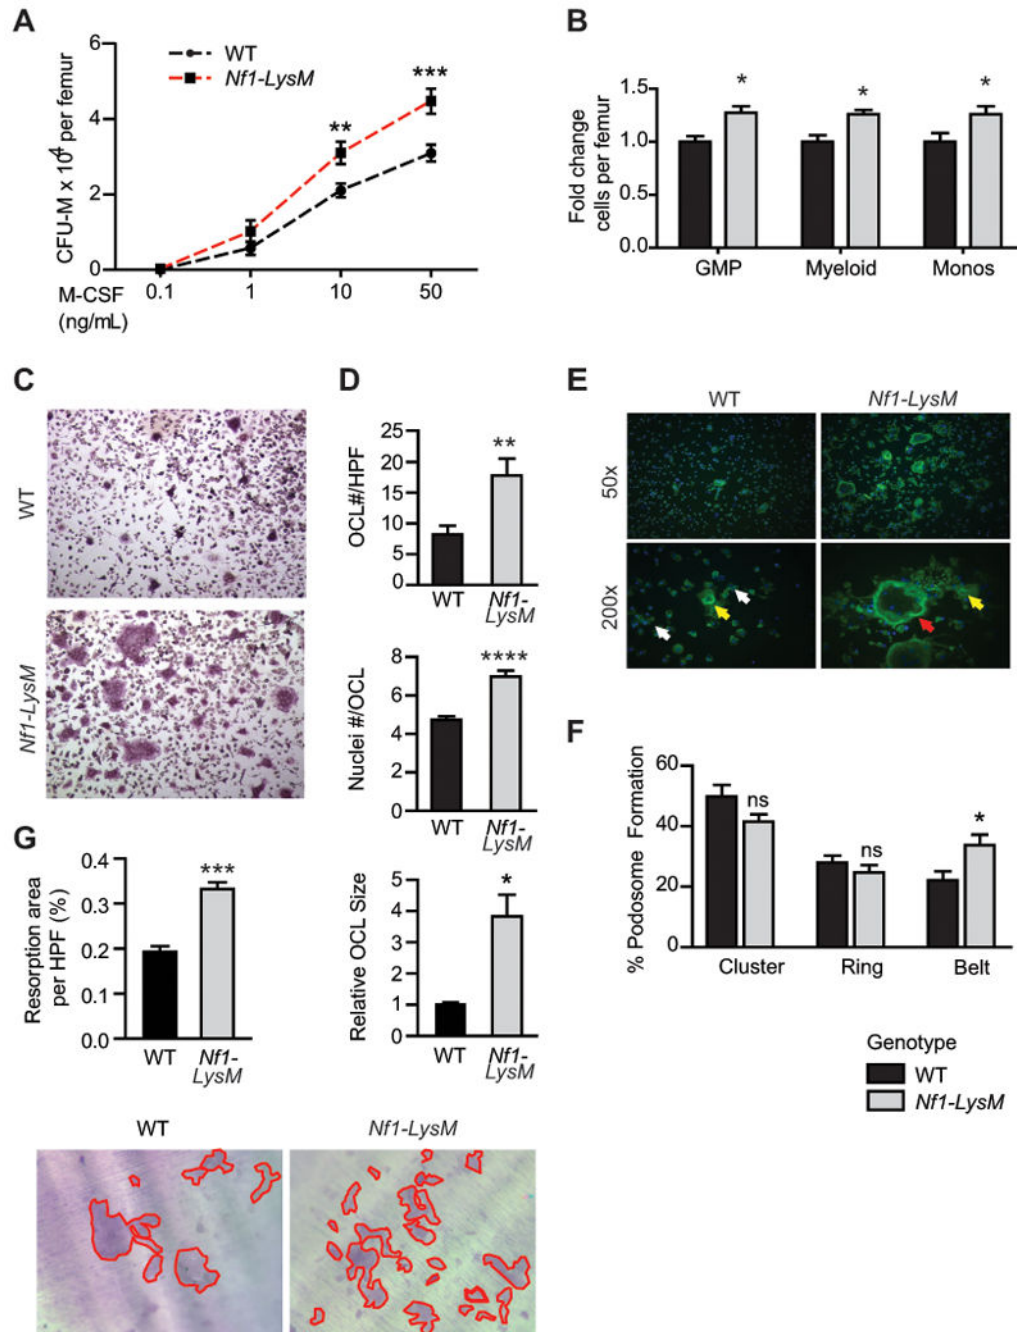 A
6
4
2
0
CFU-M x 10⁴ per femur
WT
Nf1-LysM
**
***
M-CSF
(ng/mL)
0.1
1
10
50
B
Fold change
cells per femur
1.5
1.0
0.5
0.0
*
*
*
GMP
Myeloid
Monos
C
WT
Nf1-LysM
D
OCL#/HPF
25
20
15
10
5
0
**
WT
Nf1-
LysM
Nuclei #/OCL
8
6
4
2
0
****
WT
Nf1-
LysM
Relative OCL Size
5
4
3
2
1
0
*
WT
Nf1-
LysM
E
WT
Nf1-LysM
50x
200x
F
% Podosome Formation
60
40
20
0
ns
ns
*
Cluster
Ring
Belt
Genotype
WT
Nf1-LysM
G
Resorption area
per HPF (%)
0.4
0.3
0.2
0.1
0.0
***
WT
Nf1-
LysM
WT
Nf1-LysM